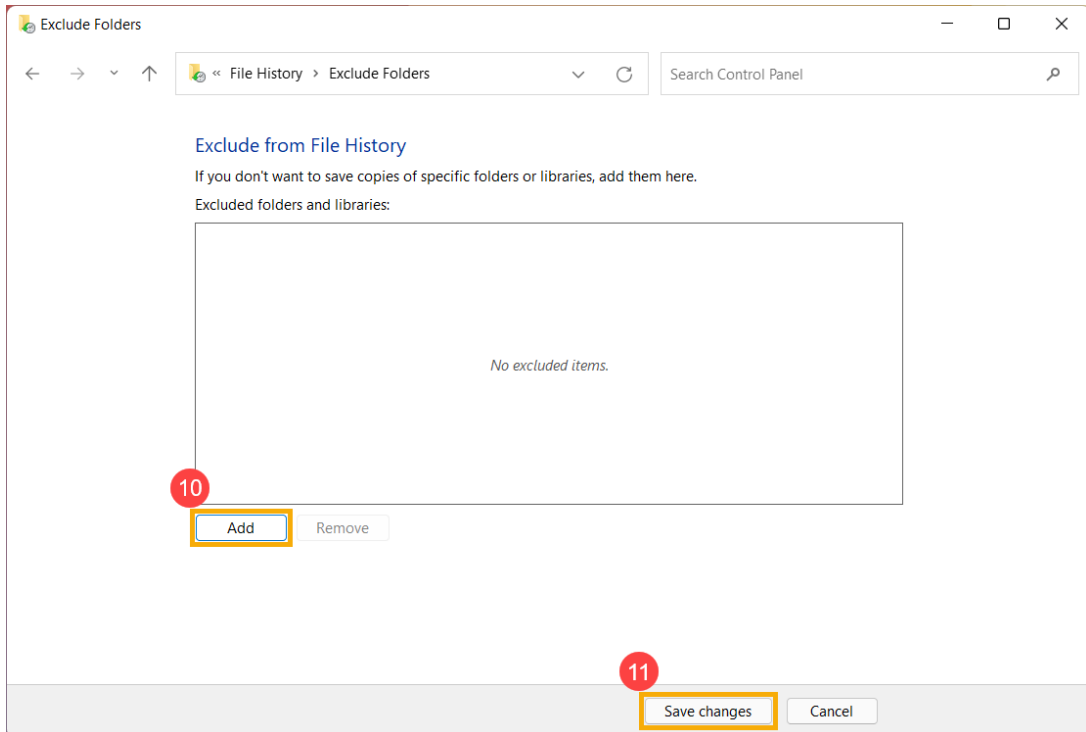 Exclude Folders
« File History > Exclude Folders
Search Control Panel
Exclude from File History
If you don't want to save copies of specific folders or libraries, add them here.
Excluded folders and libraries:
No excluded items.
10
Add Remove
11
Save changes Cancel